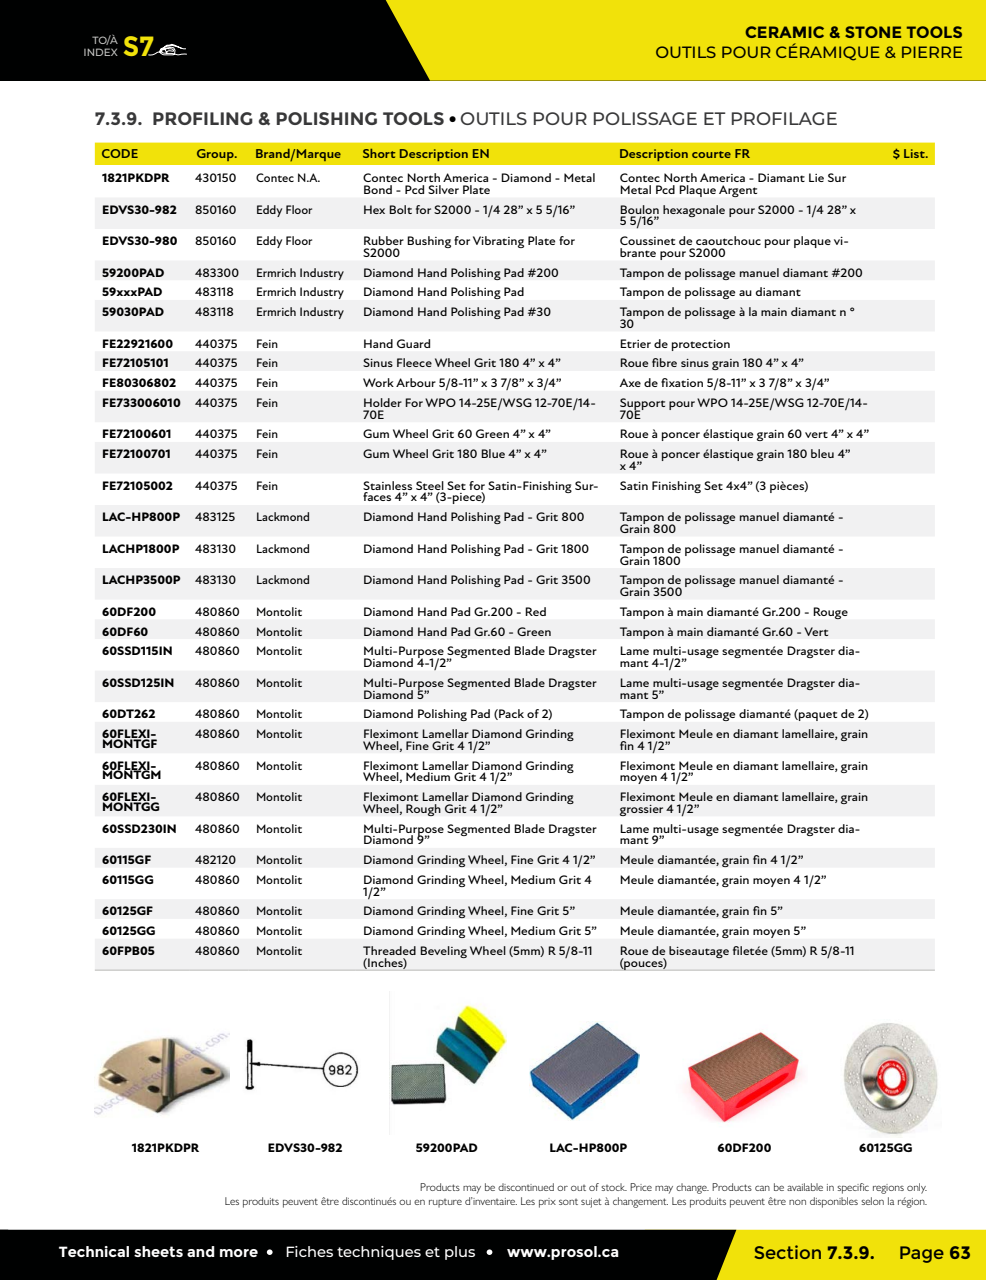 TO/À
INDEX S7
CERAMIC & STONE TOOLS
OUTILS POUR CÉRAMIQUE & PIERRE
7.3.9. PROFILING & POLISHING TOOLS • OUTILS POUR POLISSAGE ET PROFILAGE
CODE Group. Brand/Marque Short Description EN Description courte FR $ List.
1821PKDPR 430150 Contec N.A. Contec North America - Diamond - Metal Contec North America - Diamant Lie Sur
Bond - Pcd Silver Plate Metal Pcd Plaque Argent
EDVS30-982 850160 Eddy Floor Hex Bolt for S2000 - 1/4 28” x 5 5/16” Boulon hexagonale pour S2000 - 1/4 28” x
5 5/16”
EDVS30-980 850160 Eddy Floor Rubber Bushing for Vibrating Plate for Coussinet de caoutchouc pour plaque vi-
S2000 brante pour S2000
59200PAD 483300 Ermrich Industry Diamond Hand Polishing Pad #200 Tampon de polissage manuel diamant #200
59xxxPAD 483118 Ermrich Industry Diamond Hand Polishing Pad Tampon de polissage au diamant
59030PAD 483118 Ermrich Industry Diamond Hand Polishing Pad #30 Tampon de polissage à la main diamant n °
30
FE22921600 440375 Fein Hand Guard Etrier de protection
FE72105101 440375 Fein Sinus Fleece Wheel Grit 180 4” x 4” Roue fibre sinus grain 180 4” x 4”
FE80306802 440375 Fein Work Arbour 5/8-11” x 3 7/8” x 3/4” Axe de fixation 5/8-11” x 3 7/8” x 3/4”
FE733006010 440375 Fein Holder For WPO 14-25E/WSG 12-70E/14- Support pour WPO 14-25E/WSG 12-70E/14-
70E 70E
FE72100601 440375 Fein Gum Wheel Grit 60 Green 4” x 4” Roue à poncer élastique grain 60 vert 4” x 4”
FE72100701 440375 Fein Gum Wheel Grit 180 Blue 4” x 4” Roue à poncer élastique grain 180 bleu 4”
x 4”
FE72105002 440375 Fein Stainless Steel Set for Satin-Finishing Sur- Satin Finishing Set 4x4” (3 pièces)
faces 4” x 4” (3-piece)
LAC-HP800P 483125 Lackmond Diamond Hand Polishing Pad - Grit 800 Tampon de polissage manuel diamanté -
Grain 800
LACHP1800P 483130 Lackmond Diamond Hand Polishing Pad - Grit 1800 Tampon de polissage manuel diamanté -
Grain 1800
LACHP3500P 483130 Lackmond Diamond Hand Polishing Pad - Grit 3500 Tampon de polissage manuel diamanté -
Grain 3500
60DF200 480860 Montolit Diamond Hand Pad Gr.200 - Red Tampon à main diamanté Gr.200 - Rouge
60DF60 480860 Montolit Diamond Hand Pad Gr.60 - Green Tampon à main diamanté Gr.60 - Vert
60SSD115IN 480860 Montolit Multi-Purpose Segmented Blade Dragster Lame multi-usage segmentée Dragster dia-
Diamond 4-1/2” mant 4-1/2”
60SSD125IN 480860 Montolit Multi-Purpose Segmented Blade Dragster Lame multi-usage segmentée Dragster dia-
Diamond 5” mant 5”
60DT262 480860 Montolit Diamond Polishing Pad (Pack of 2) Tampon de polissage diamanté (paquet de 2)
60FLEXI- 480860 Montolit Fleximont Lamellar Diamond Grinding Fleximont Meule en diamant lamellaire, grain
MONTGF Wheel, Fine Grit 4 1/2” fin 4 1/2”
60FLEXI- 480860 Montolit Fleximont Lamellar Diamond Grinding Fleximont Meule en diamant lamellaire, grain
MONTGM Wheel, Medium Grit 4 1/2” moyen 4 1/2”
60FLEXI- 480860 Montolit Fleximont Lamellar Diamond Grinding Fleximont Meule en diamant lamellaire, grain
MONTGG Wheel, Rough Grit 4 1/2” grossier 4 1/2”
60SSD230IN 480860 Montolit Multi-Purpose Segmented Blade Dragster Lame multi-usage segmentée Dragster dia-
Diamond 9” mant 9”
60115GF 482120 Montolit Diamond Grinding Wheel, Fine Grit 4 1/2” Meule diamantée, grain fin 4 1/2”
60115GG 480860 Montolit Diamond Grinding Wheel, Medium Grit 4 Meule diamantée, grain moyen 4 1/2”
1/2”
60125GF 480860 Montolit Diamond Grinding Wheel, Fine Grit 5” Meule diamantée, grain fin 5”
60125GG 480860 Montolit Diamond Grinding Wheel, Medium Grit 5” Meule diamantée, grain moyen 5”
60FPB05 480860 Montolit Threaded Beveling Wheel (5mm) R 5/8-11 Roue de biseautage filetée (5mm) R 5/8-11
(Inches) (pouces)
982
1821PKDPR EDVS30-982 59200PAD LAC-HP800P 60DF200 60125GG
Products may be discontinued or out of stock. Price may change. Products can be available in specific regions only.
Les produits peuvent être discontinués ou en rupture d’inventaire. Les prix sont sujet à changement. Les produits peuvent être non disponibles selon la région.
Technical sheets and more • Fiches techniques et plus • www.prosol.ca
Section 7.3.9. Page 63